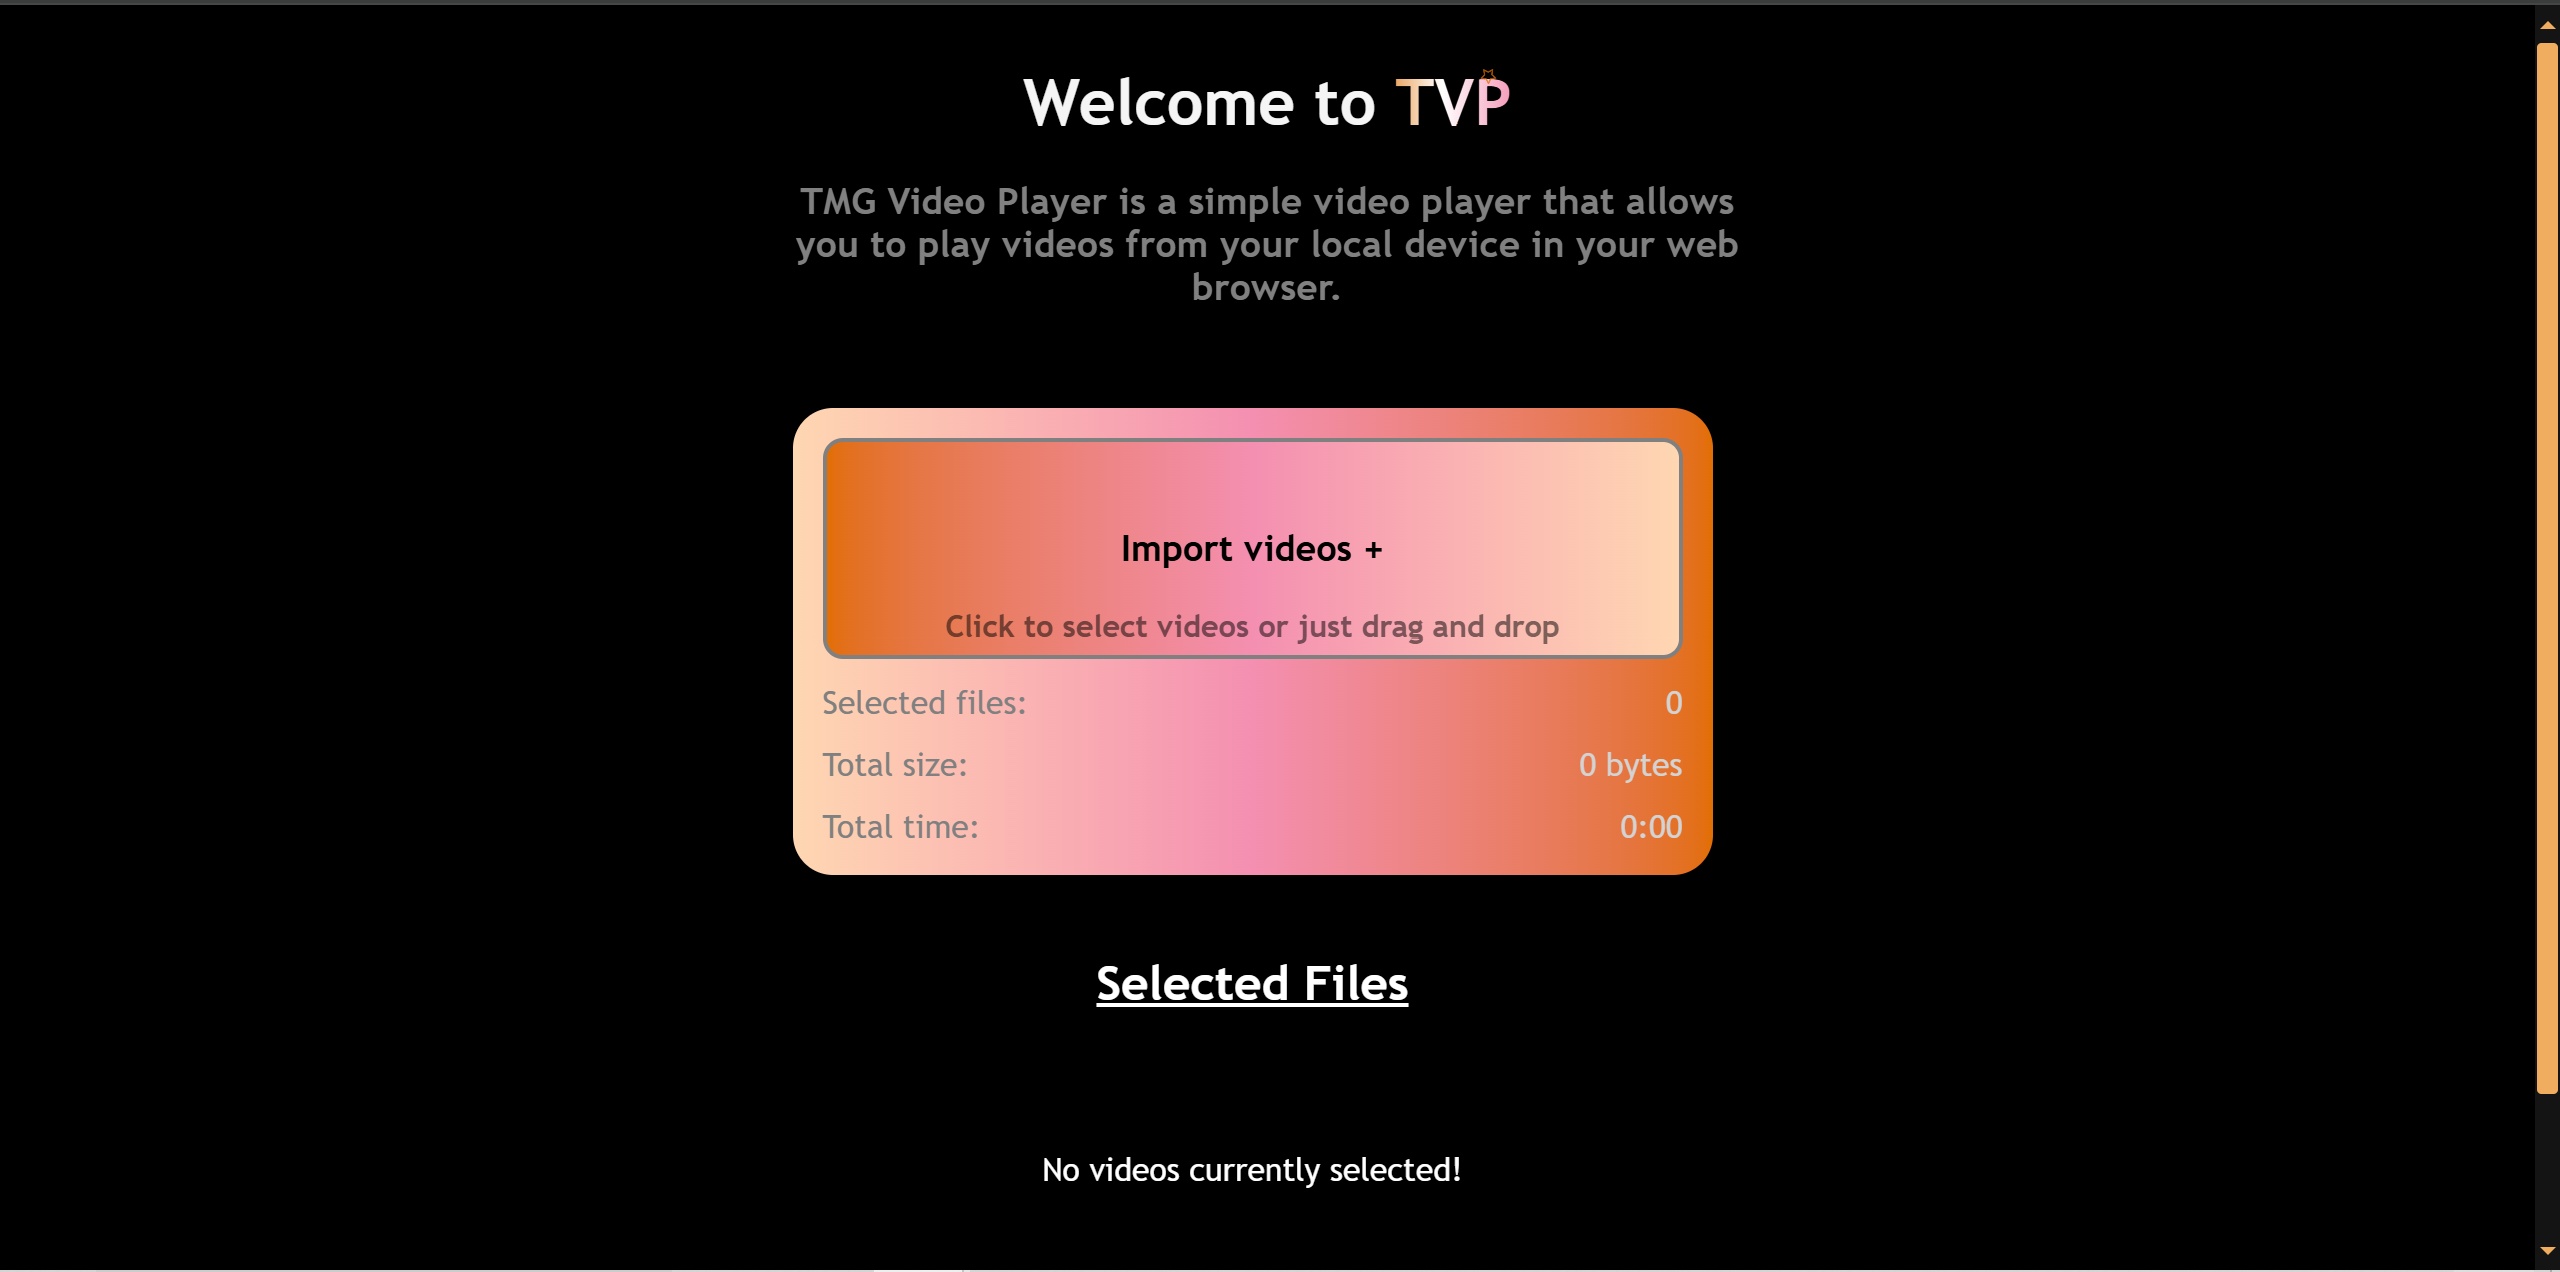 Welcome to TVP
TMG Video Player is a simple video player that allows
you to play videos from your local device in your web
browser.
Import videos +
Click to select videos or just drag and drop
Selected files: 0
Total size: 0 bytes
Total time: 0:00
Selected Files
No videos currently selected!